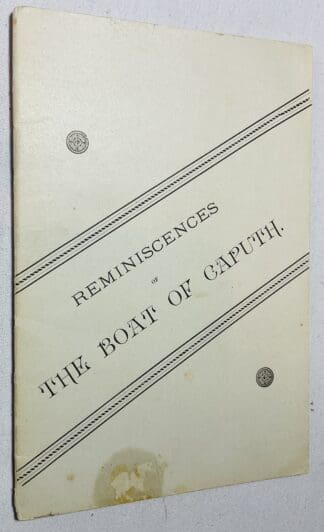 REMINISCENCES
OF
THE BOAT OF CAPUTH.